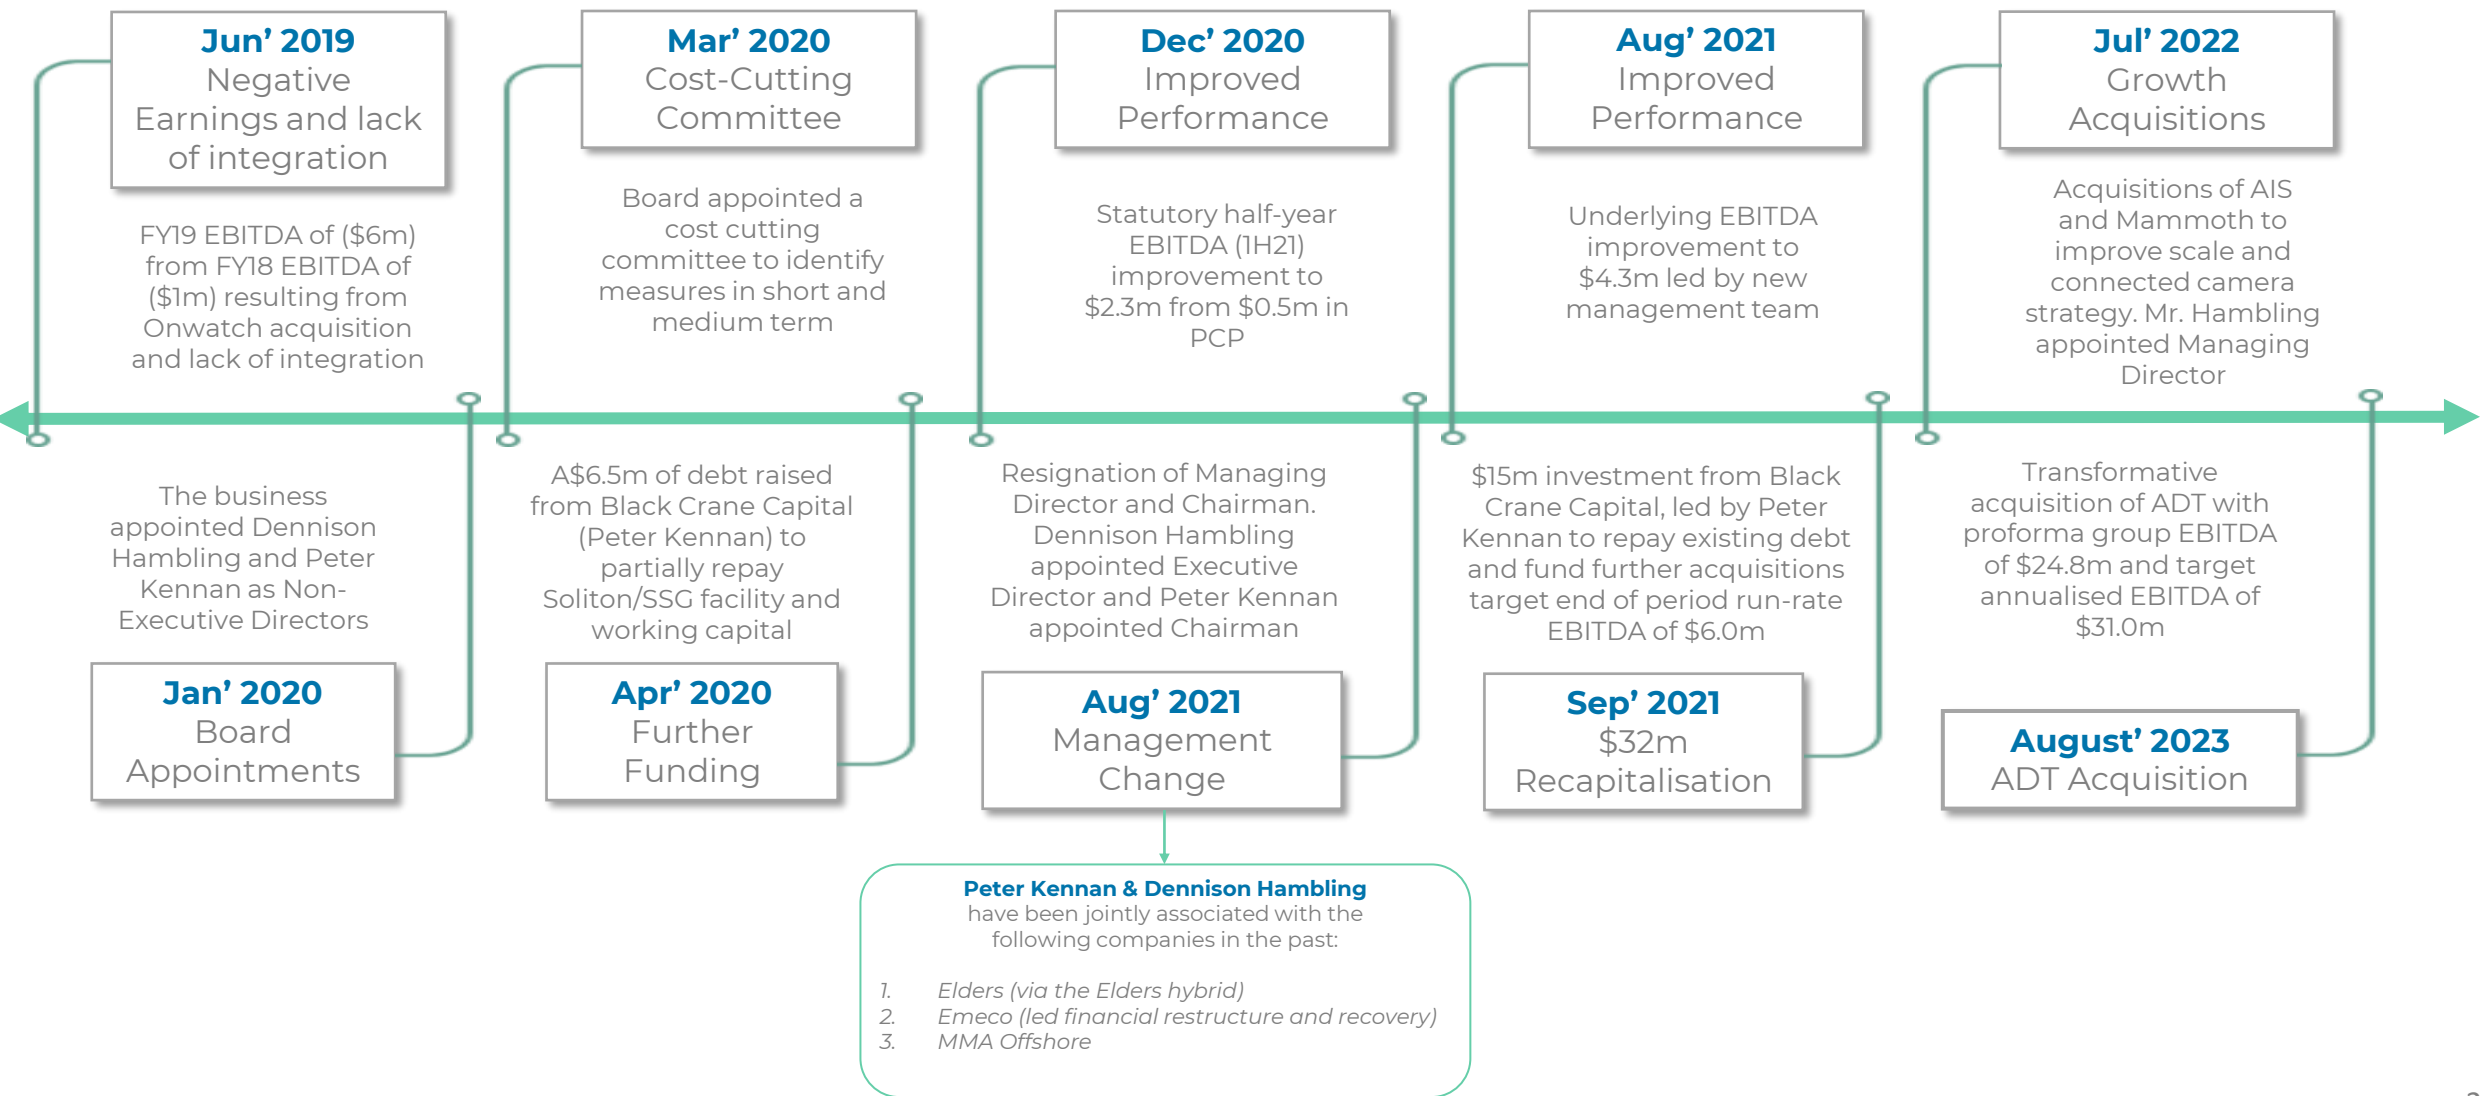 Jun’ 2019
Negative
Earnings and lack
of integration
FY19 EBITDA of ($6m)
from FY18 EBITDA of
($1m) resulting from
Onwatch acquisition
and lack of integration
Mar’ 2020
Cost-Cutting
Committee
Board appointed a
cost cutting
committee to identify
measures in short and
medium term
Dec’ 2020
Improved
Performance
Statutory half-year
EBITDA (1H21)
improvement to
$2.3m from $0.5m in
PCP
Aug’ 2021
Improved
Performance
Underlying EBITDA
improvement to
$4.3m led by new
management team
Jul’ 2022
Growth
Acquisitions
Acquisitions of AIS
and Mammoth to
improve scale and
connected camera
strategy. Mr. Hambling
appointed Managing
Director
The business
appointed Dennison
Hambling and Peter
Kennan as Non-
Executive Directors
Jan’ 2020
Board
Appointments
A$6.5m of debt raised
from Black Crane Capital
(Peter Kennan) to
partially repay
Soliton/SSG facility and
working capital
Apr’ 2020
Further
Funding
Resignation of Managing
Director and Chairman.
Dennison Hambling
appointed Executive
Director and Peter Kennan
appointed Chairman
Aug’ 2021
Management
Change
$15m investment from Black
Crane Capital, led by Peter
Kennan to repay existing debt
and fund further acquisitions
target end of period run-rate
EBITDA of $6.0m
Sep’ 2021
$32m
Recapitalisation
Transformative
acquisition of ADT with
proforma group EBITDA
of $24.8m and target
annualised EBITDA of
$31.0m
August’ 2023
ADT Acquisition
Peter Kennan & Dennison Hambling
have been jointly associated with the
following companies in the past:
1. Elders (via the Elders hybrid)
2. Emeco (led financial restructure and recovery)
3. MMA Offshore